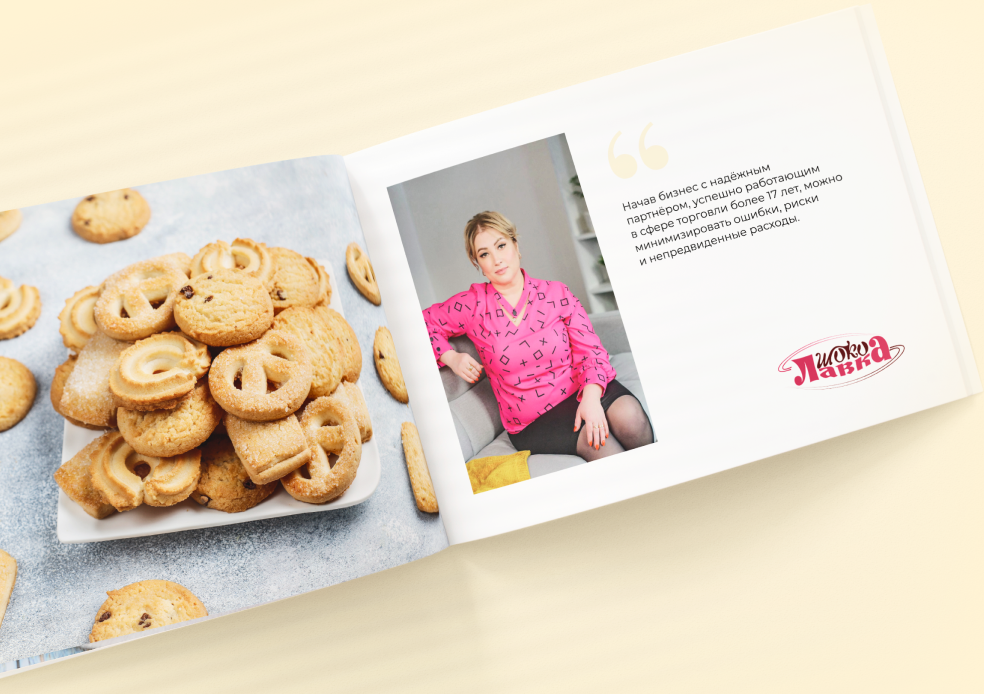 “
Начав бизнес с надёжным
партнёром, успешно работающим
в сфере торговли более 17 лет, можно
минимизировать ошибки, риски
и непредвиденные расходы.
шоко
Лавка